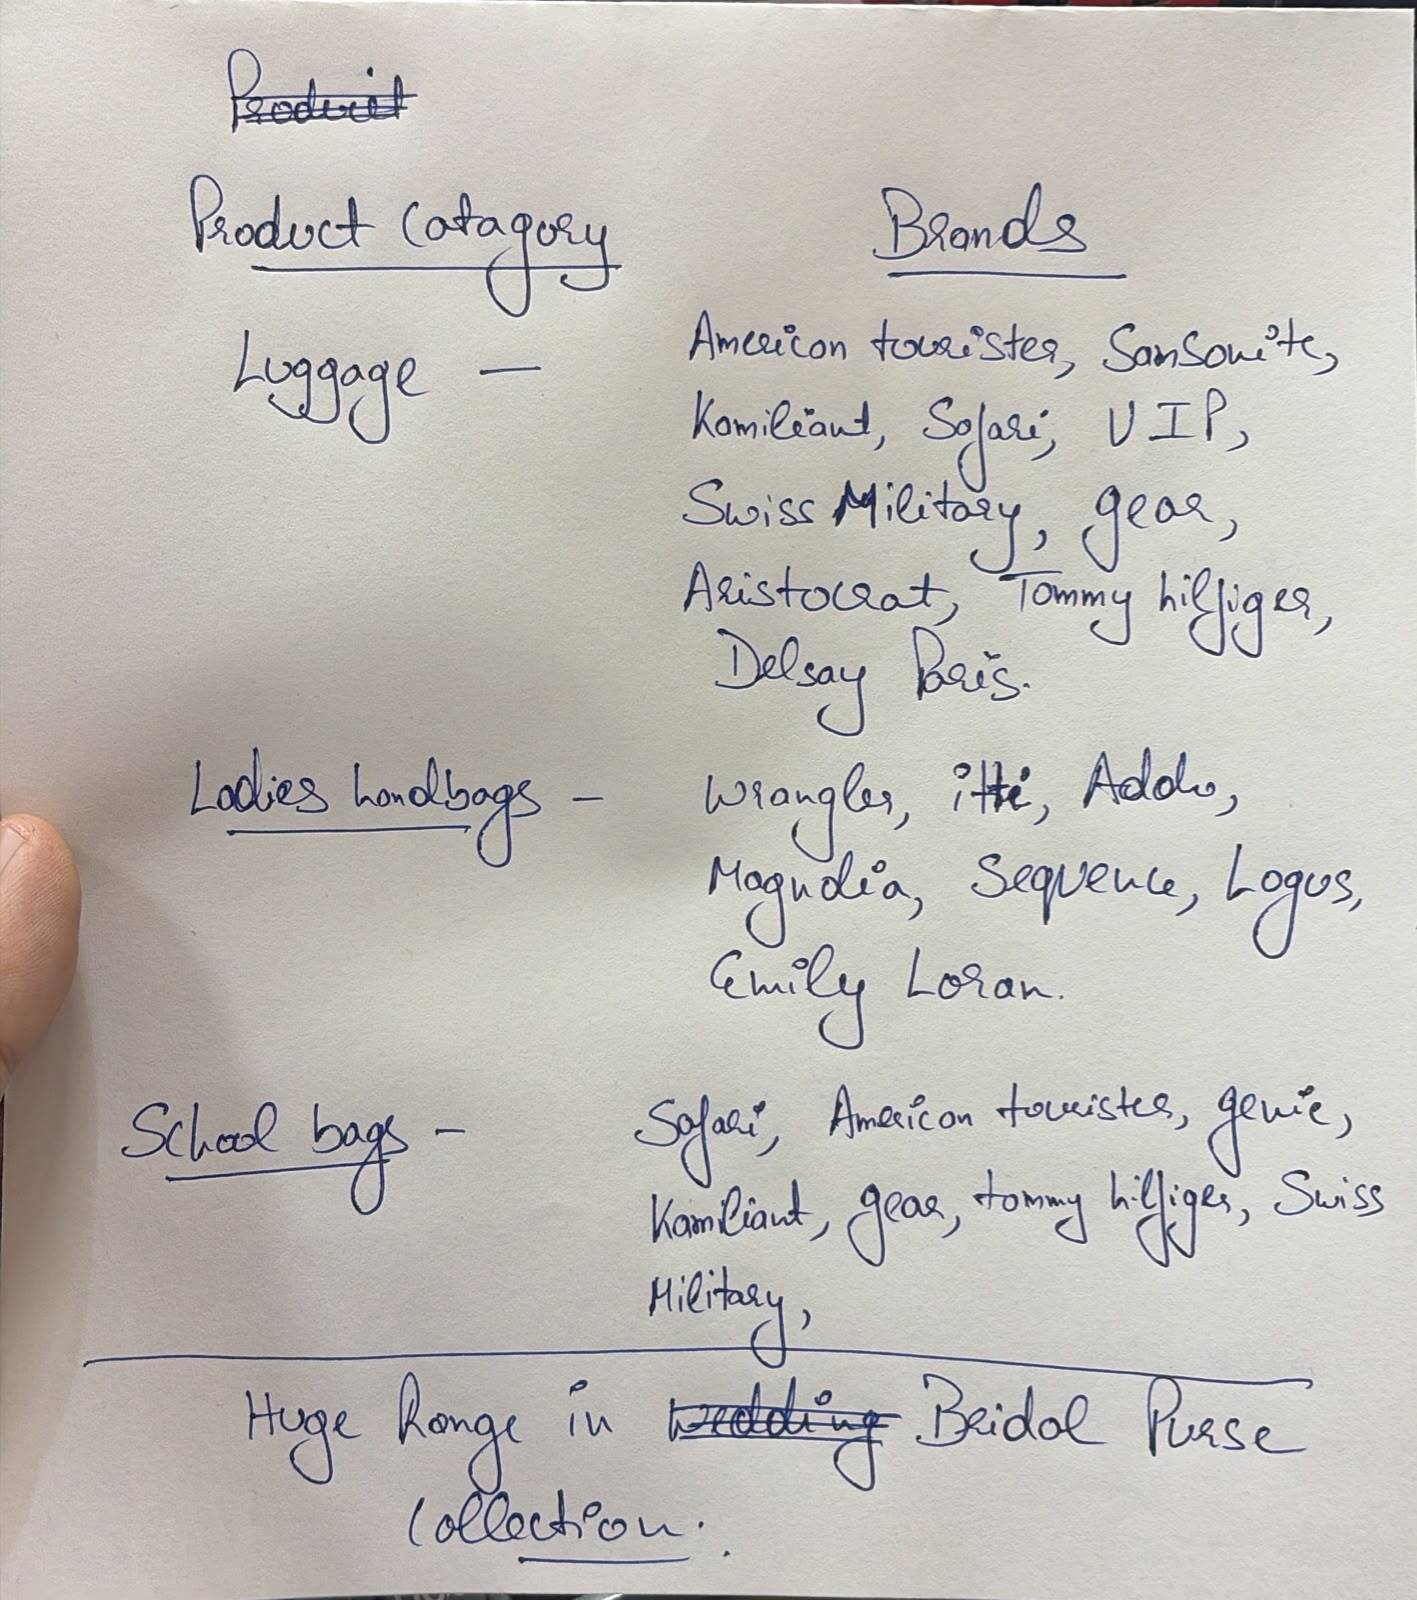 Product
Product Catagory Brands
Luggage — American tourister, Sansonite,
Kamiliant, Safari, VIP,
Swiss Military, gear,
Aristocrat, Tommy hilfiger,
Delsay Paris.
Ladies handbags – Wrangler, itti, Addo,
Magnolia, Sequence, Logus,
Emily Loran.
School bags – Safari, American tourister, genie,
Kamiliant, gear, tommy hilfiger, Swiss
Military,
Huge Range in wedding Bridal Purse
Collection.